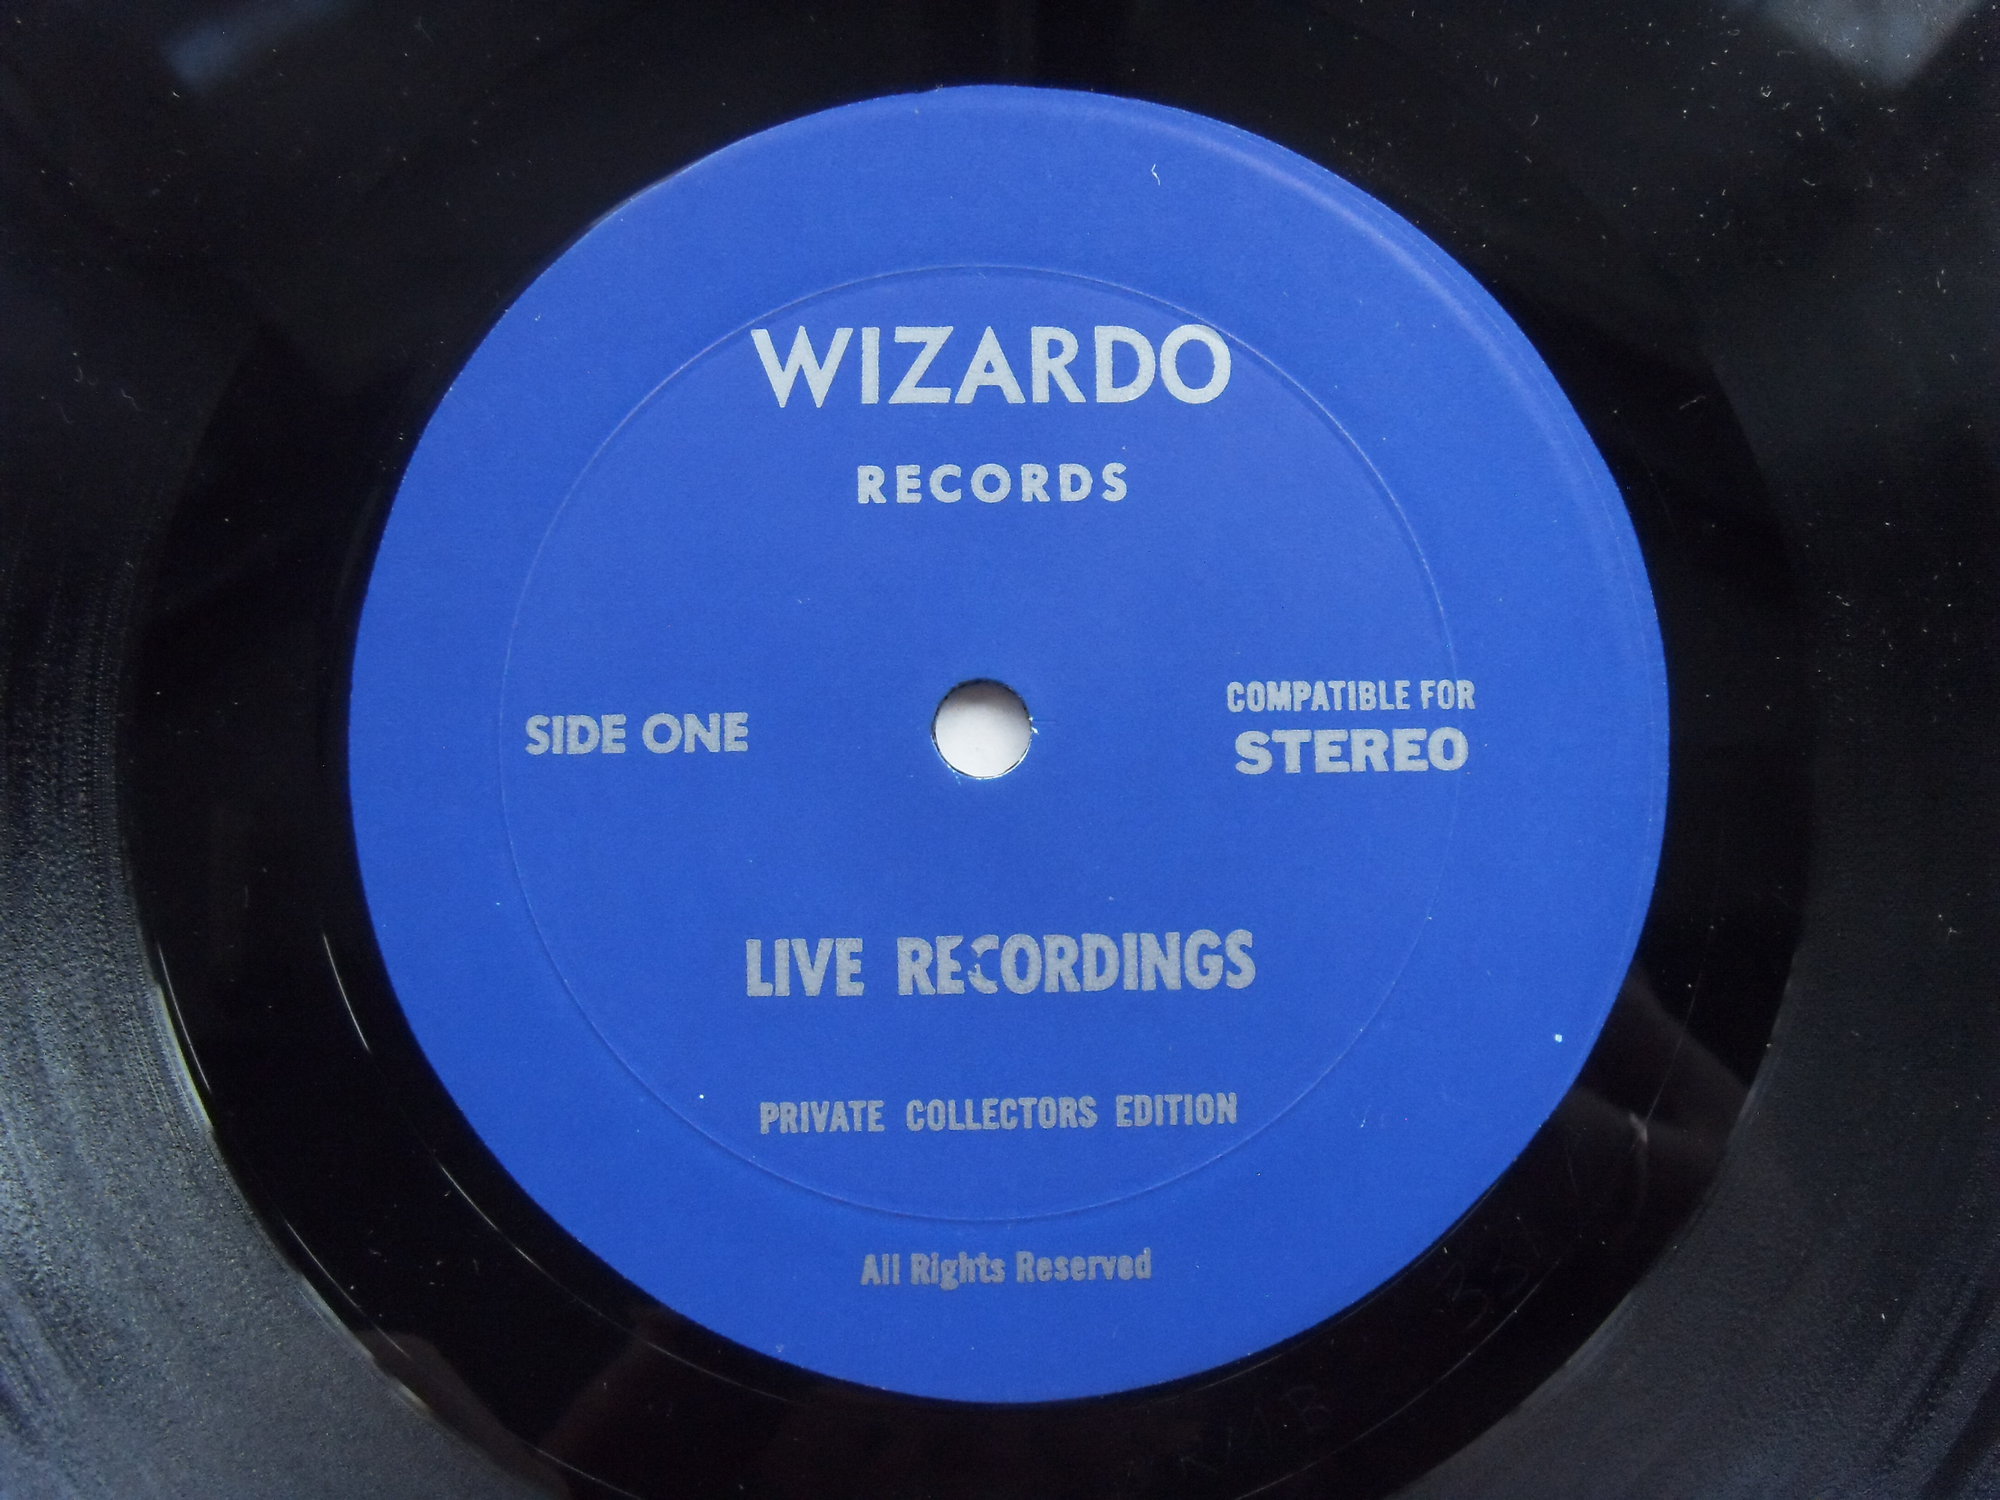 WIZARDO
RECORDS
SIDE ONE
COMPATIBLE FOR
STEREO
LIVE RECORDINGS
PRIVATE COLLECTORS EDITION
All Rights Reserved